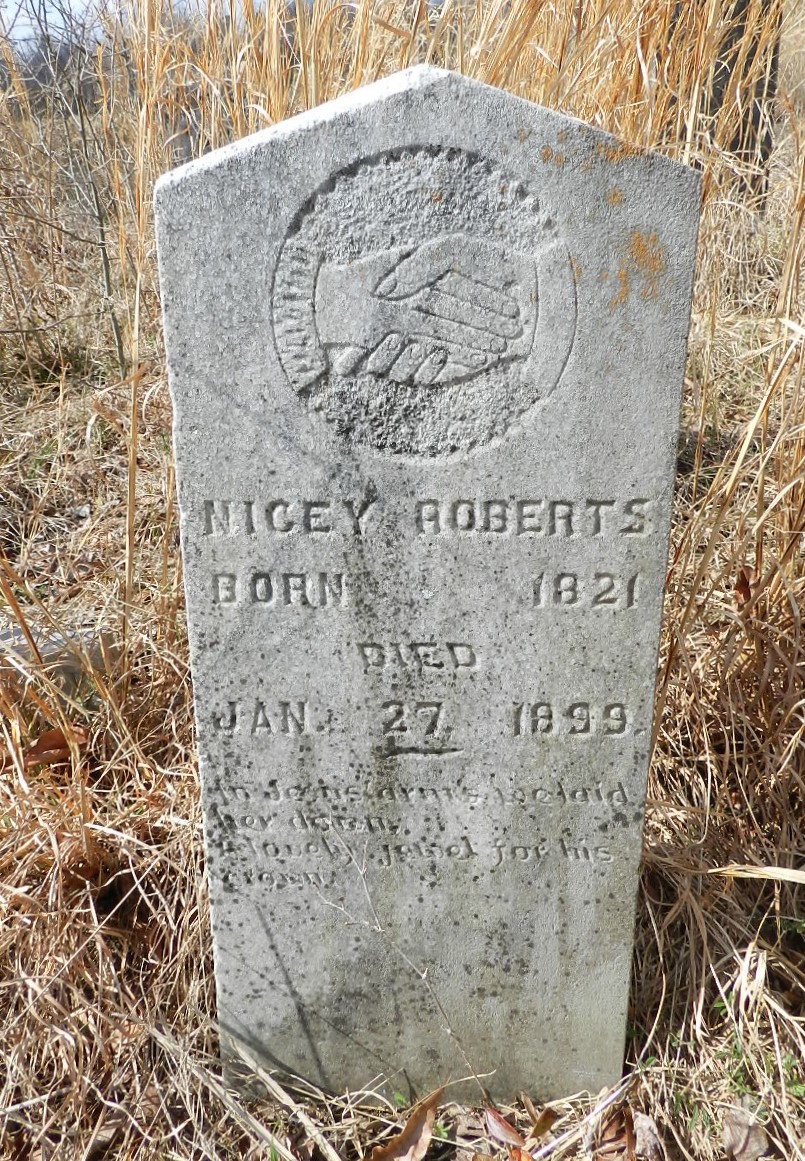 NICEY ROBERTS
BORN 1821
DIED
JAN. 27, 1899.
In Jesus' arms we laid
her down,
A lovely jewel for his
crown.